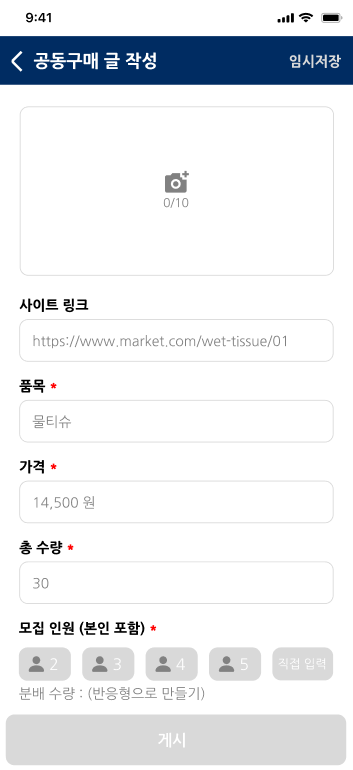 9:41
공동구매 글 작성 임시저장
0/10
사이트 링크
https://www.market.com/wet-tissue/01
품목 *
물티슈
가격 *
14,500 원
총 수량 *
30
모집 인원 (본인 포함) *
2 3 4 5 직접 입력
분배 수량 : (반응형으로 만들기)
게시